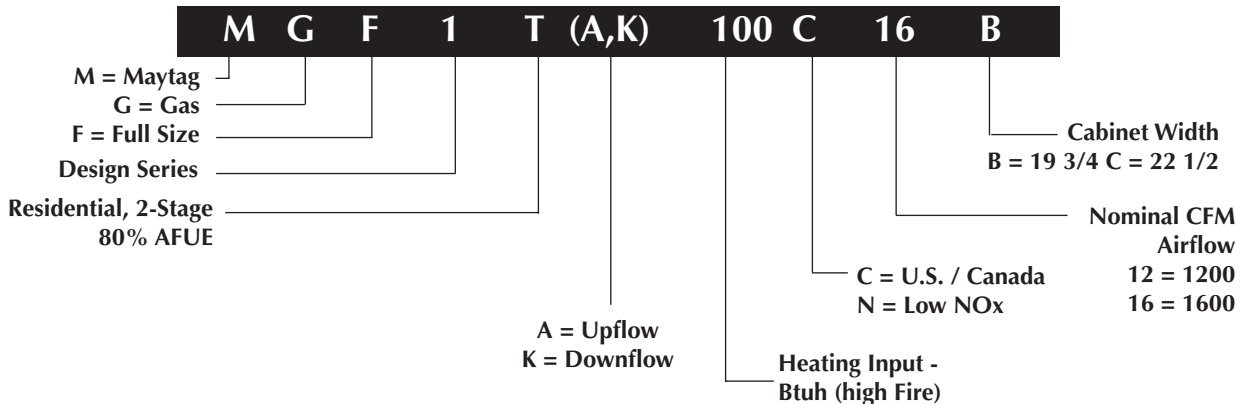 M G F 1 T (A,K) 100 C 16 B
M = Maytag
G = Gas
F = Full Size
Design Series
Residential, 2-Stage
80% AFUE
A = Upflow
K = Downflow
Heating Input -
Btuh (high Fire)
C = U.S. / Canada
N = Low NOx
Nominal CFM
Airflow
12 = 1200
16 = 1600
Cabinet Width
B = 19 3/4 C = 22 1/2